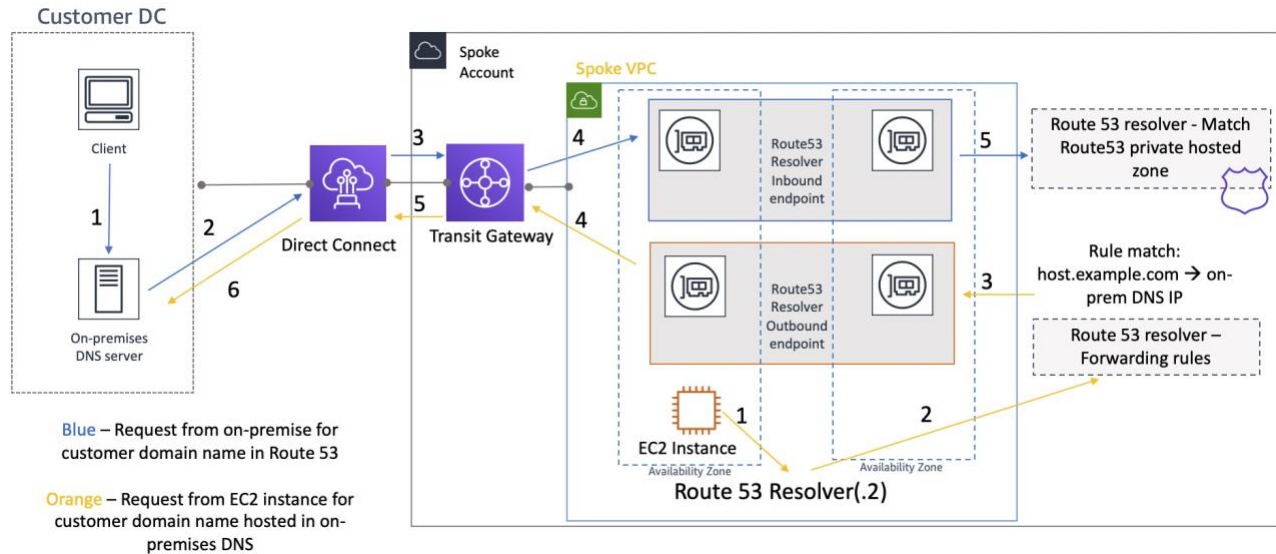 Customer DC
Client
1
2
On-premises
DNS server
6
3
Direct Connect
5
Transit Gateway
4
4
Spoke
Account
Spoke VPC
Route53
Resolver
Inbound
endpoint
5
Route 53 resolver - Match
Route53 private hosted
zone
Route53
Resolver
Outbound
endpoint
3
Rule match:
host.example.com → on-
prem DNS IP
Route 53 resolver –
Forwarding rules
1
2
EC2 Instance
Availability Zone
Availability Zone
Route 53 Resolver(.2)
Blue – Request from on-premise for
customer domain name in Route 53
Orange – Request from EC2 instance for
customer domain name hosted in on-
premises DNS